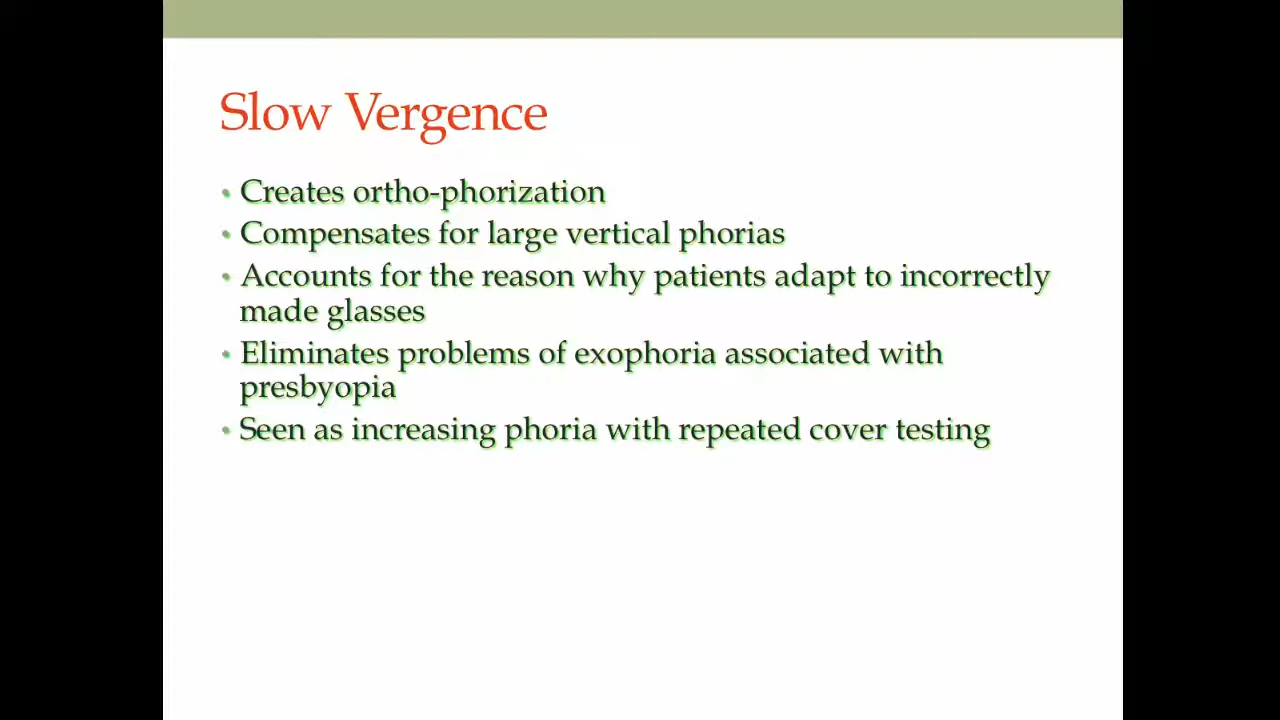 Slow Vergence
• Creates ortho-phorization
• Compensates for large vertical phorias
• Accounts for the reason why patients adapt to incorrectly
made glasses
• Eliminates problems of exophoria associated with
presbyopia
• Seen as increasing phoria with repeated cover testing